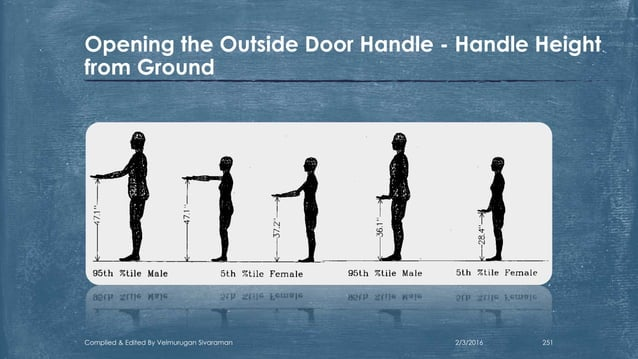 Opening the Outside Door Handle - Handle Height
from Ground
47.1"
47.1"
37.2"
36.1"
28.4"
95th %tile Male
5th %tile Female
95th %tile Male
5th %tile Female
Complied & Edited By Velmurugan Sivaraman
2/3/2016
251